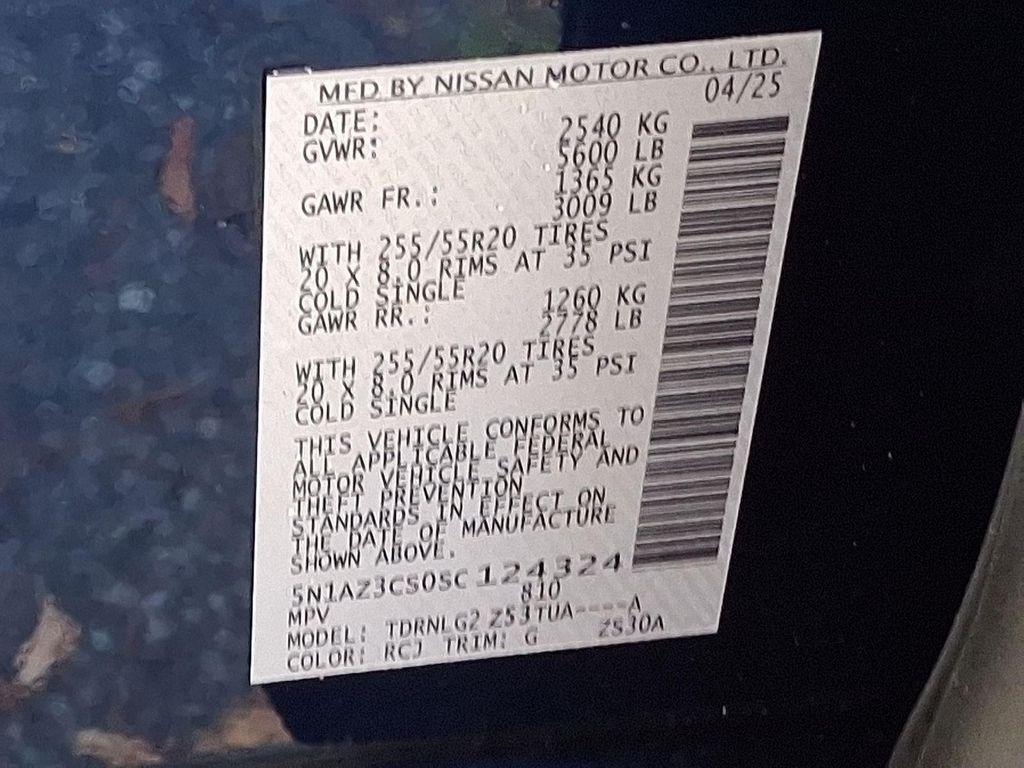 MFD BY NISSAN MOTOR CO., LTD.
DATE: 04/25
GVWR: 2540 KG
5600 LB
GAWR FR.: 1365 KG
3009 LB
WITH 255/55R20 TIRES
20 X 8.0 RIMS AT 35 PSI
COLD SINGLE
GAWR RR.: 1260 KG
2778 LB
WITH 255/55R20 TIRES
20 X 8.0 RIMS AT 35 PSI
COLD SINGLE
THIS VEHICLE CONFORMS TO
ALL APPLICABLE FEDERAL
MOTOR VEHICLE SAFETY AND
THEFT PREVENTION
STANDARDS IN EFFECT ON
THE DATE OF MANUFACTURE
SHOWN ABOVE.
5N1AZ3CS0SC124324
MPV 810
MODEL: TDRNLG2 Z53TUA----A
COLOR: RCJ TRIM: G ZS30A